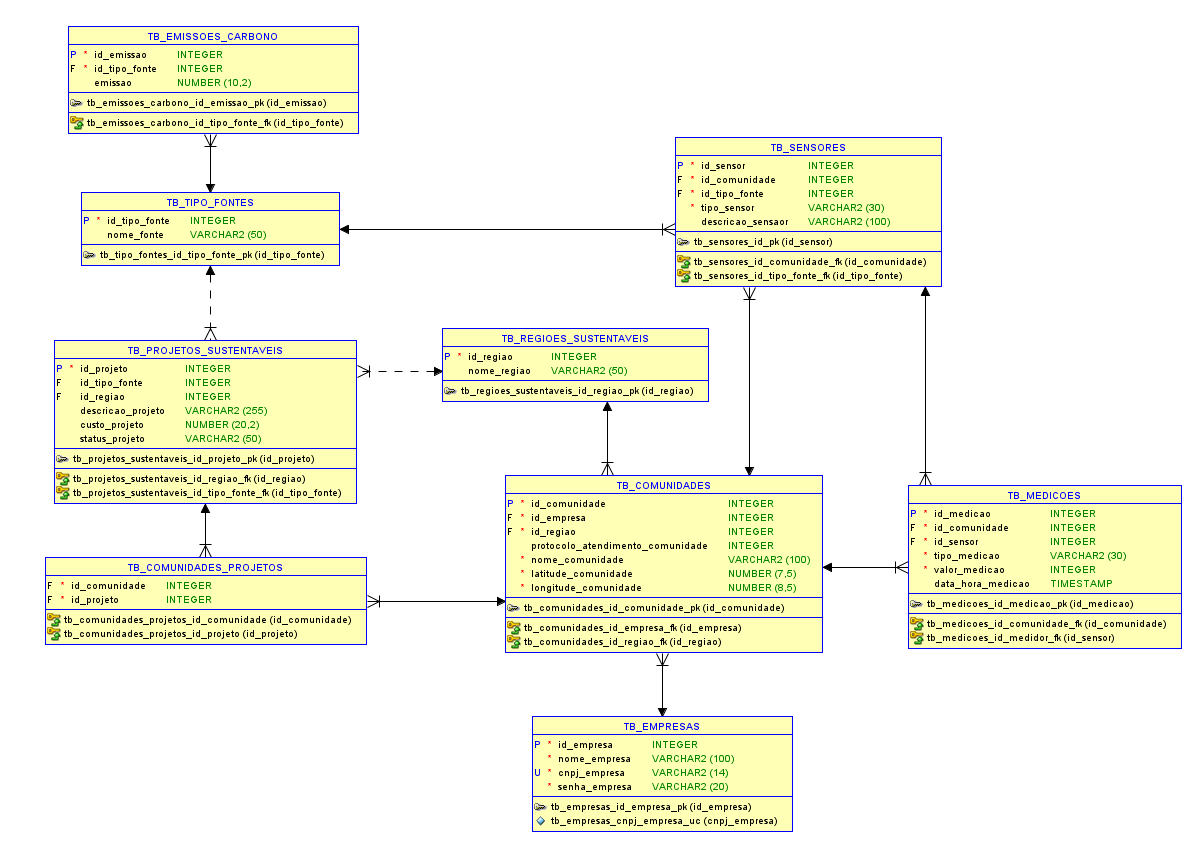 TB_EMISSOES_CARBONO
P * id_emissao INTEGER
F * id_tipo_fonte INTEGER
emissao NUMBER (10,2)
tb_emissoes_carbono_id_emissao_pk (id_emissao)
tb_emissoes_carbono_id_tipo_fonte_fk (id_tipo_fonte)
TB_SENSORES
P * id_sensor INTEGER
F * id_comunidade INTEGER
F * id_tipo_fonte INTEGER
* tipo_sensor VARCHAR2 (30)
descricao_sensaor VARCHAR2 (100)
tb_sensores_id_pk (id_sensor)
tb_sensores_id_comunidade_fk (id_comunidade)
tb_sensores_id_tipo_fonte_fk (id_tipo_fonte)
TB_TIPO_FONTES
P * id_tipo_fonte INTEGER
nome_fonte VARCHAR2 (50)
tb_tipo_fontes_id_tipo_fonte_pk (id_tipo_fonte)
TB_REGIOES_SUSTENTAVEIS
P * id_regiao INTEGER
nome_regiao VARCHAR2 (50)
tb_regioes_sustentaveis_id_regiao_pk (id_regiao)
TB_PROJETOS_SUSTENTAVEIS
P * id_projeto INTEGER
F id_tipo_fonte INTEGER
F id_regiao INTEGER
descricao_projeto VARCHAR2 (255)
custo_projeto NUMBER (20,2)
status_projeto VARCHAR2 (50)
tb_projetos_sustentaveis_id_projeto_pk (id_projeto)
tb_projetos_sustentaveis_id_regiao_fk (id_regiao)
tb_projetos_sustentaveis_id_tipo_fonte_fk (id_tipo_fonte)
TB_COMUNIDADES
P * id_comunidade INTEGER
F * id_empresa INTEGER
F * id_regiao INTEGER
protocolo_atendimento_comunidade INTEGER
* nome_comunidade VARCHAR2 (100)
* latitude_comunidade NUMBER (7,5)
* longitude_comunidade NUMBER (8,5)
tb_comunidades_id_comunidade_pk (id_comunidade)
tb_comunidades_id_empresa_fk (id_empresa)
tb_comunidades_id_regiao_fk (id_regiao)
TB_MEDICOES
P * id_medicao INTEGER
F * id_comunidade INTEGER
F * id_sensor INTEGER
* tipo_medicao VARCHAR2 (30)
* valor_medicao INTEGER
data_hora_medicao TIMESTAMP
tb_medicoes_id_medicao_pk (id_medicao)
tb_medicoes_id_comunidade_fk (id_comunidade)
tb_medicoes_id_medidor_fk (id_sensor)
TB_COMUNIDADES_PROJETOS
F * id_comunidade INTEGER
F * id_projeto INTEGER
tb_comunidades_projetos_id_comunidade (id_comunidade)
tb_comunidades_projetos_id_projeto (id_projeto)
TB_EMPRESAS
P * id_empresa INTEGER
* nome_empresa VARCHAR2 (100)
U * cnpj_empresa VARCHAR2 (14)
* senha_empresa VARCHAR2 (20)
tb_empresas_id_empresa_pk (id_empresa)
tb_empresas_cnpj_empresa_uc (cnpj_empresa)